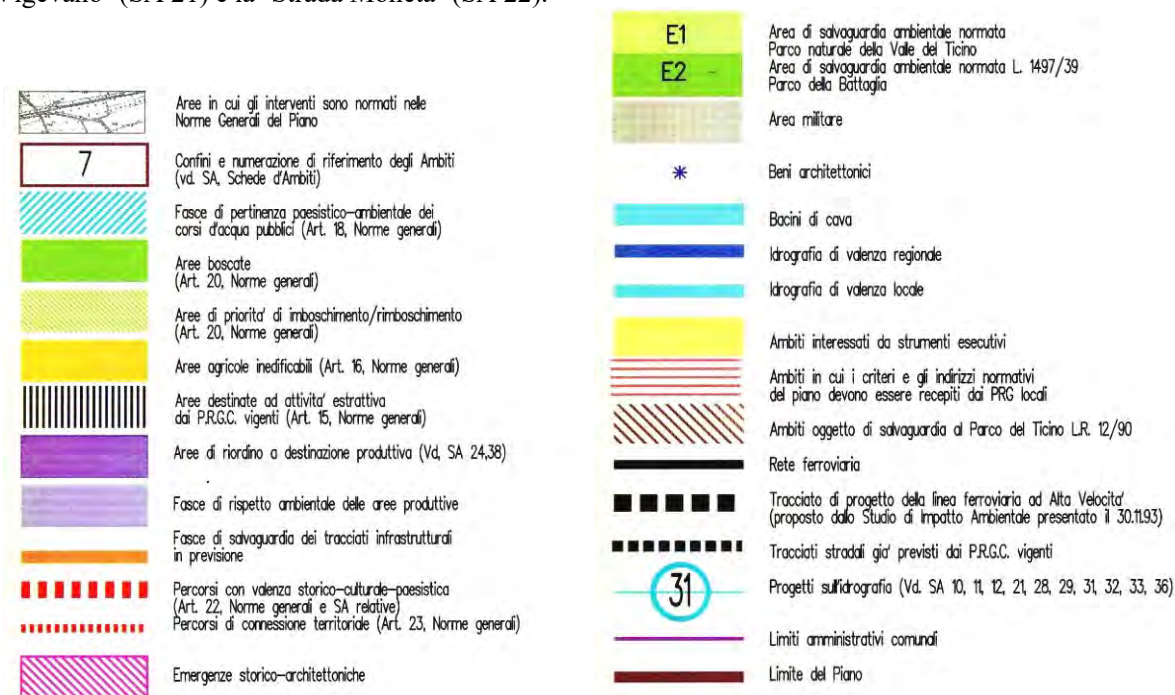 Vigevano" (SA 21) e la "Strada Molleta" (SA 22).
Aree in cui gli interventi sono normati nelle
Norme Generali del Piano
7
Confini e numerazione di riferimento degli Ambiti
(vd. SA, Schede d'Ambiti)
Fasce di pertinenza paesistico-ambientale dei
corsi d'acqua pubblici (Art. 18, Norme generali)
Aree boscate
(Art. 20, Norme generali)
Aree di priorita' di imboschimento/rimboschimento
(Art. 20, Norme generali)
Aree agricole inedificabili (Art. 16, Norme generali)
Aree destinate ad attivita' estrattiva
dai P.R.G.C. vigenti (Art. 15, Norme generali)
Aree di riordino a destinazione produttiva (Vd, SA 24,38)
Fasce di rispetto ambientale delle aree produttive
Fasce di salvaguardia dei tracciati infrastrutturali
in previsione
Percorsi con valenza storico-culturale-paesistica
(Art. 22, Norme generali e SA relative)
Percorsi di connessione territoriale (Art. 23, Norme generali)
Emergenze storico-architettoniche
E1
Area di salvaguardia ambientale normata
Parco naturale della Valle del Ticino
E2
Area di salvaguardia ambientale normata L. 1497/39
Parco della Battaglia
Area militare
Beni architettonici
Bacini di cava
Idrografia di valenza regionale
Idrografia di valenza locale
Ambiti interessati da strumenti esecutivi
Ambiti in cui i criteri e gli indirizzi normativi
del piano devono essere recepiti dai PRG locali
Ambiti oggetto di salvaguardia al Parco del Ticino L.R. 12/90
Rete ferroviaria
Tracciato di progetto della linea ferroviaria ad Alta Velocita'
(proposto dallo Studio di Impatto Ambientale presentato il 30.11.93)
Tracciati stradali gia' previsti dai P.R.G.C. vigenti
31
Progetti sull'idrografia (Vd. SA 10, 11, 12, 21, 28, 29, 31, 32, 33, 36)
Limiti amministrativi comunali
Limite del Piano